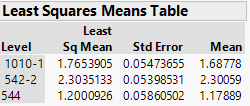 Least Squares Means Table
Least
Level Sq Mean Std Error Mean
1010-1 1.7653905 0.05473655 1.68778
542-2 2.3035133 0.05398531 2.30059
544 1.2000926 0.05860502 1.17889